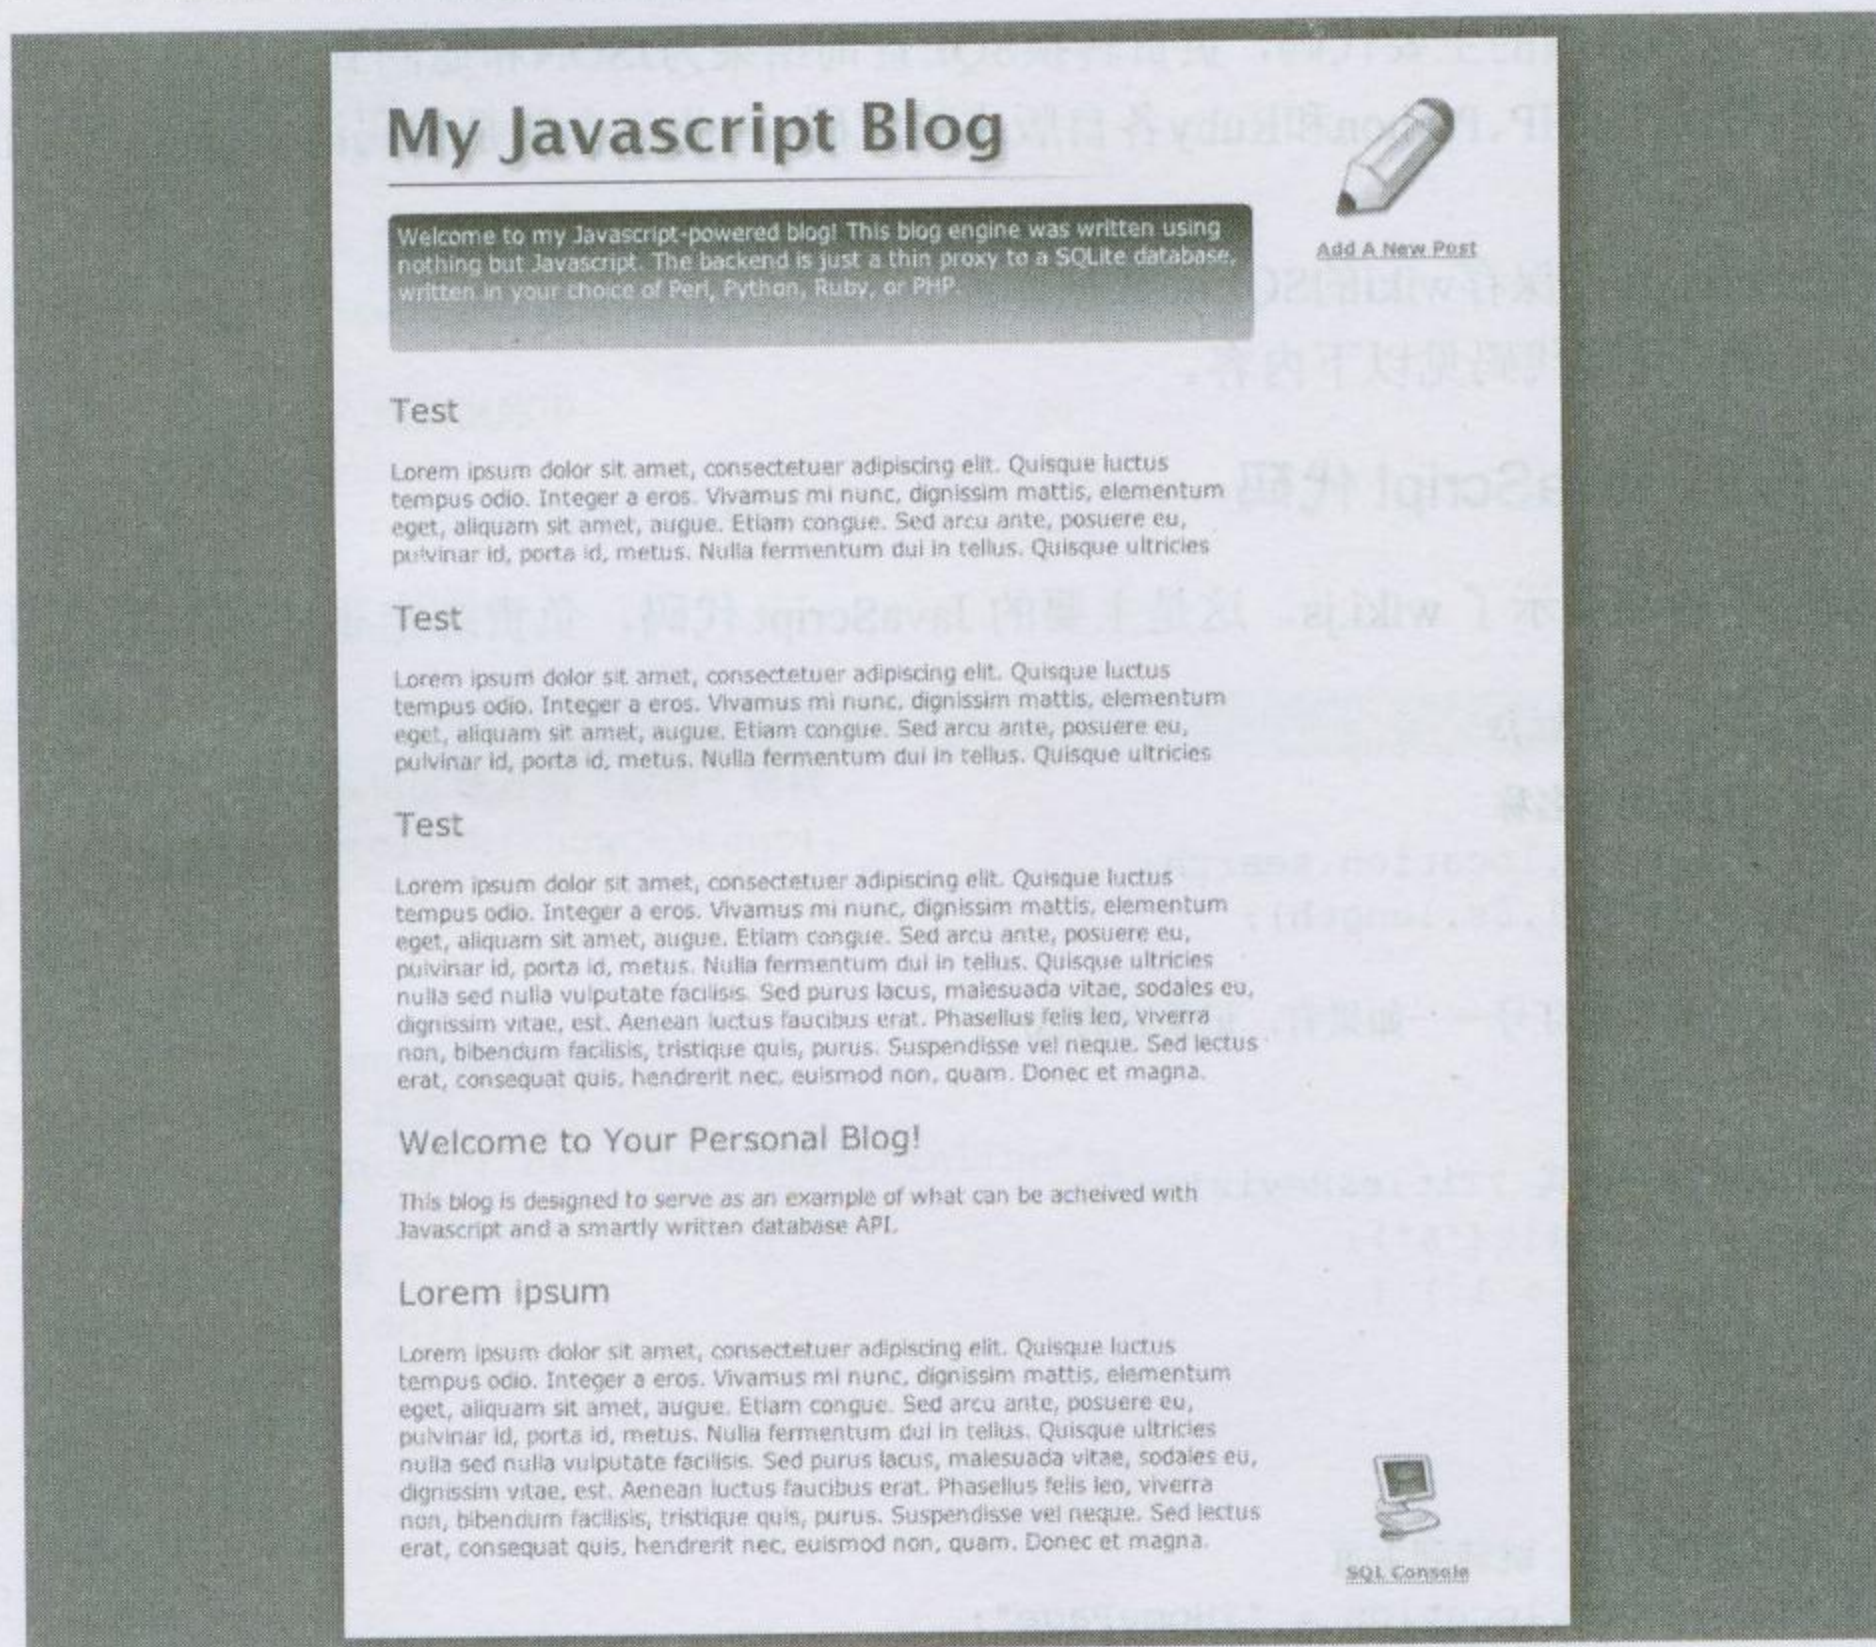 My Javascript Blog
Add A New Post
Welcome to my Javascript-powered blog! This blog engine was written using
nothing but Javascript. The backend is just a thin proxy to a SQLite database,
written in your choice of Perl, Python, Ruby, or PHP.
Test
Lorem ipsum dolor sit amet, consectetuer adipiscing elit. Quisque luctus
tempus odio. Integer a eros. Vivamus mi nunc, dignissim mattis, elementum
eget, aliquam sit amet, augue. Etiam congue. Sed arcu ante, posuere eu,
pulvinar id, porta id, metus. Nulla fermentum dui in tellus. Quisque ultricies
Test
Lorem ipsum dolor sit amet, consectetuer adipiscing elit. Quisque luctus
tempus odio. Integer a eros. Vivamus mi nunc, dignissim mattis, elementum
eget, aliquam sit amet, augue. Etiam congue. Sed arcu ante, posuere eu,
pulvinar id, porta id, metus. Nulla fermentum dui in tellus. Quisque ultricies
Test
Lorem ipsum dolor sit amet, consectetuer adipiscing elit. Quisque luctus
tempus odio. Integer a eros. Vivamus mi nunc, dignissim mattis, elementum
eget, aliquam sit amet, augue. Etiam congue. Sed arcu ante, posuere eu,
pulvinar id, porta id, metus. Nulla fermentum dui in tellus. Quisque ultricies
nulla sed nulla vulputate facilisis. Sed purus lacus, malesuada vitae, sodales eu,
dignissim vitae, est. Aenean luctus faucibus erat. Phasellus felis leo, viverra
non, bibendum facilisis, tristique quis, purus. Suspendisse vel neque. Sed lectus
erat, consequat quis, hendrerit nec, euismod non, quam. Donec et magna.
Welcome to Your Personal Blog!
This blog is designed to serve as an example of what can be acheived with
Javascript and a smartly written database API.
Lorem ipsum
Lorem ipsum dolor sit amet, consectetuer adipiscing elit. Quisque luctus
tempus odio. Integer a eros. Vivamus mi nunc, dignissim mattis, elementum
eget, aliquam sit amet, augue. Etiam congue. Sed arcu ante, posuere eu,
pulvinar id, porta id, metus. Nulla fermentum dui in tellus. Quisque ultricies
nulla sed nulla vulputate facilisis. Sed purus lacus, malesuada vitae, sodales eu,
dignissim vitae, est. Aenean luctus faucibus erat. Phasellus felis leo, viverra
non, bibendum facilisis, tristique quis, purus. Suspendisse vel neque. Sed lectus
erat, consequat quis, hendrerit nec, euismod non, quam. Donec et magna.
SQL Console